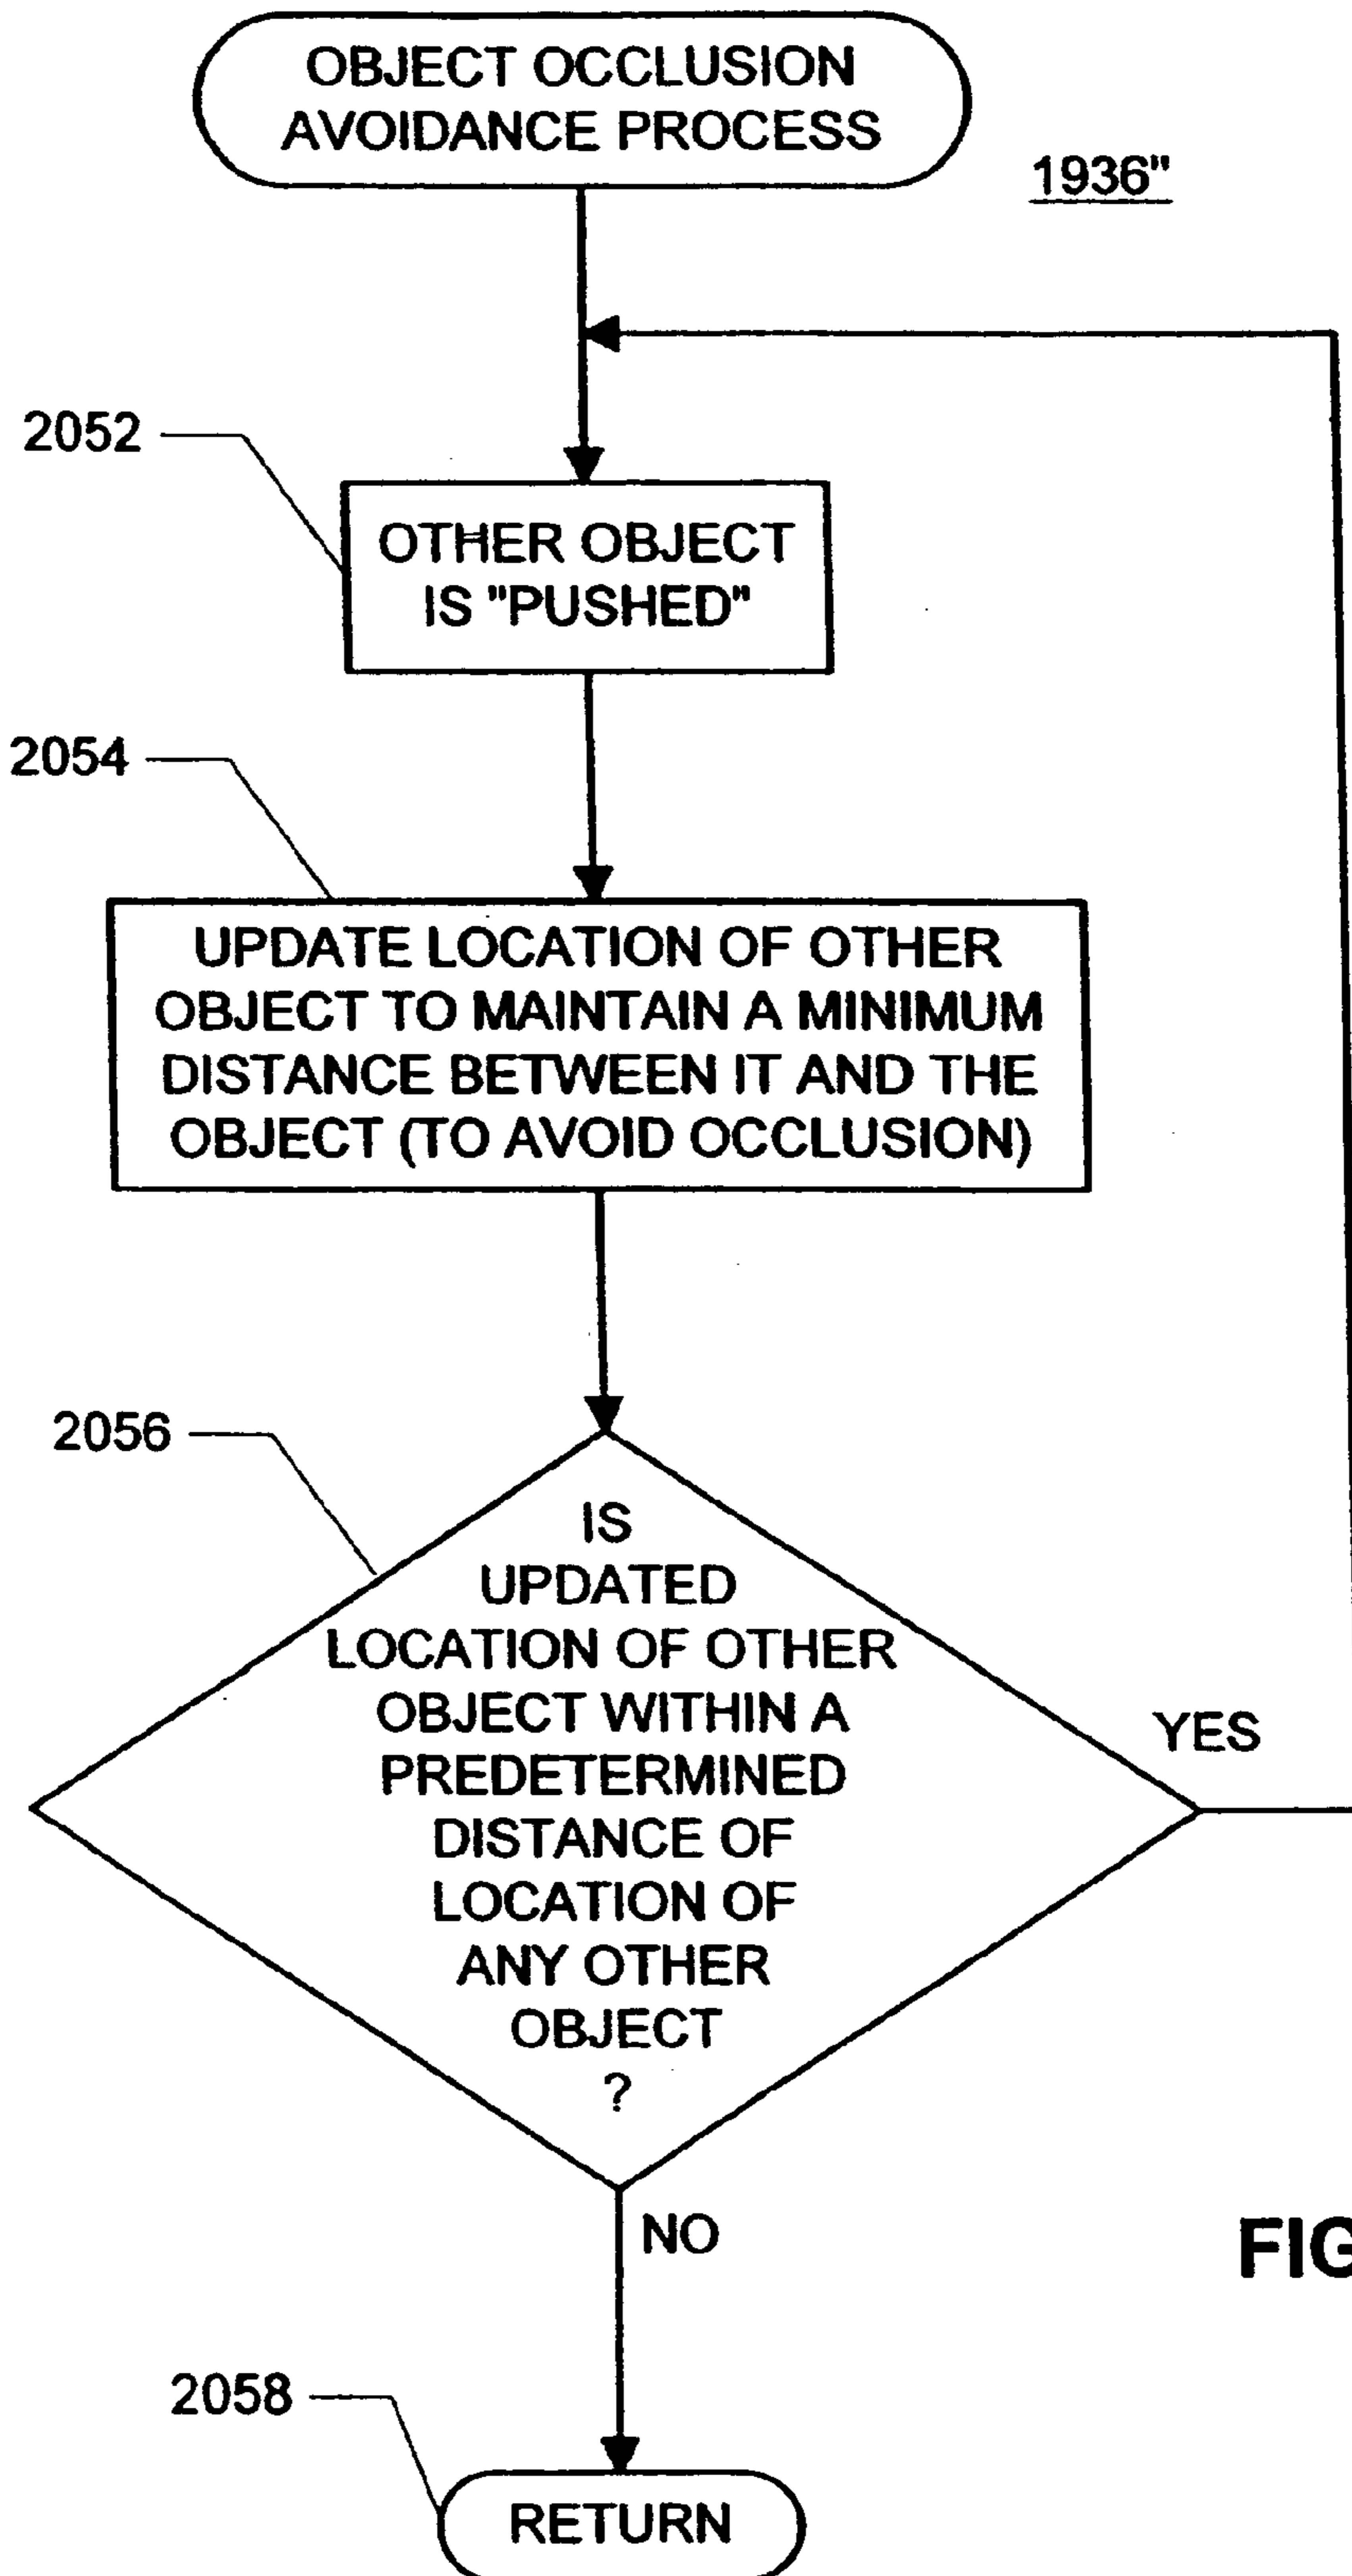 OBJECT OCCLUSION
AVOIDANCE PROCESS
1936"
2052
OTHER OBJECT
IS "PUSHED"
2054
UPDATE LOCATION OF OTHER
OBJECT TO MAINTAIN A MINIMUM
DISTANCE BETWEEN IT AND THE
OBJECT (TO AVOID OCCLUSION)
2056
IS
UPDATED
LOCATION OF OTHER
OBJECT WITHIN A
PREDETERMINED
DISTANCE OF
LOCATION OF
ANY OTHER
OBJECT
?
YES
NO
FIG
2058
RETURN